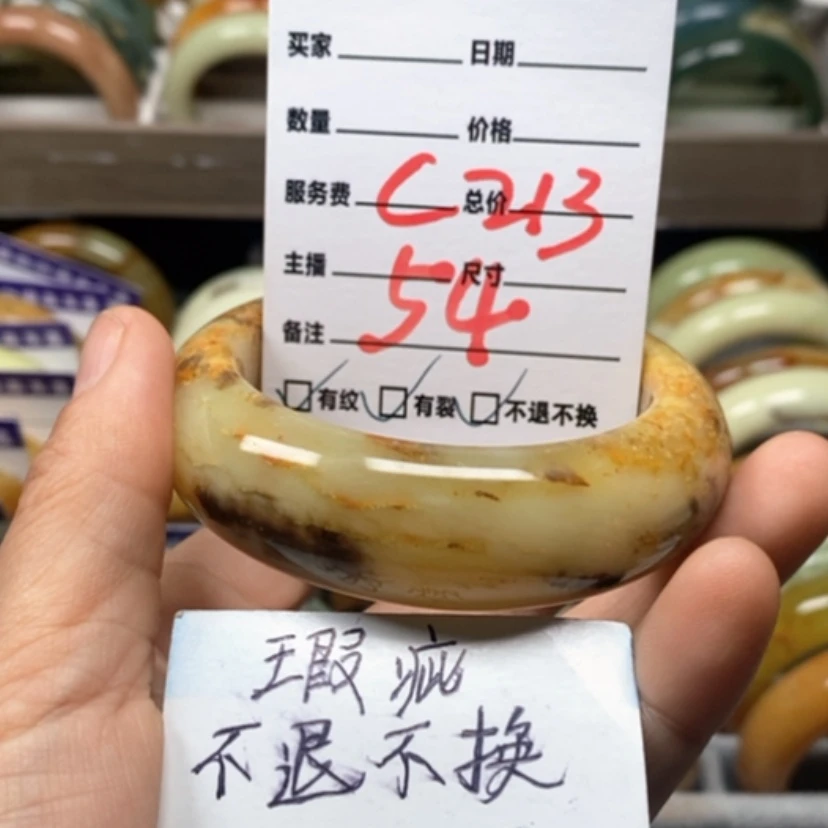 买家 日期
数量 价格
服务费 总价
C213
主播 尺寸
54
备注
有纹 有裂 不退不换
瑕疵
不退不换